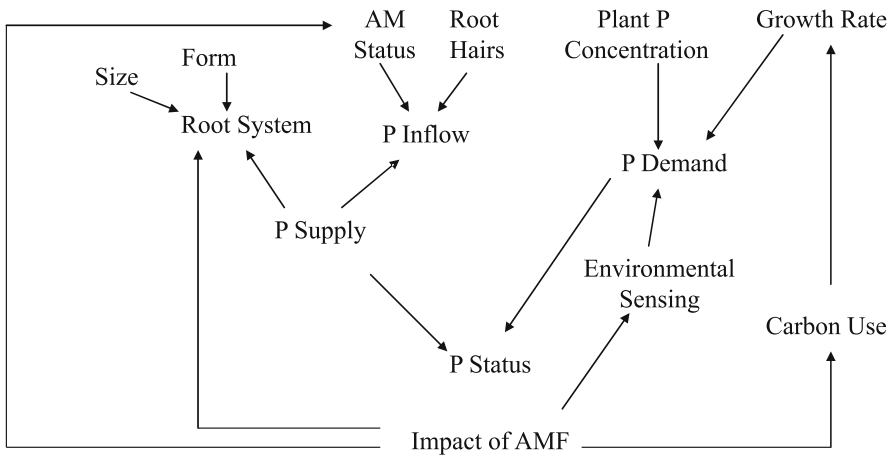 AM
Status
Root
Hairs
Plant P
Concentration
Growth Rate
Form
Size
Root System
P Inflow
P Demand
P Supply
Environmental
Sensing
Carbon Use
P Status
Impact of AMF